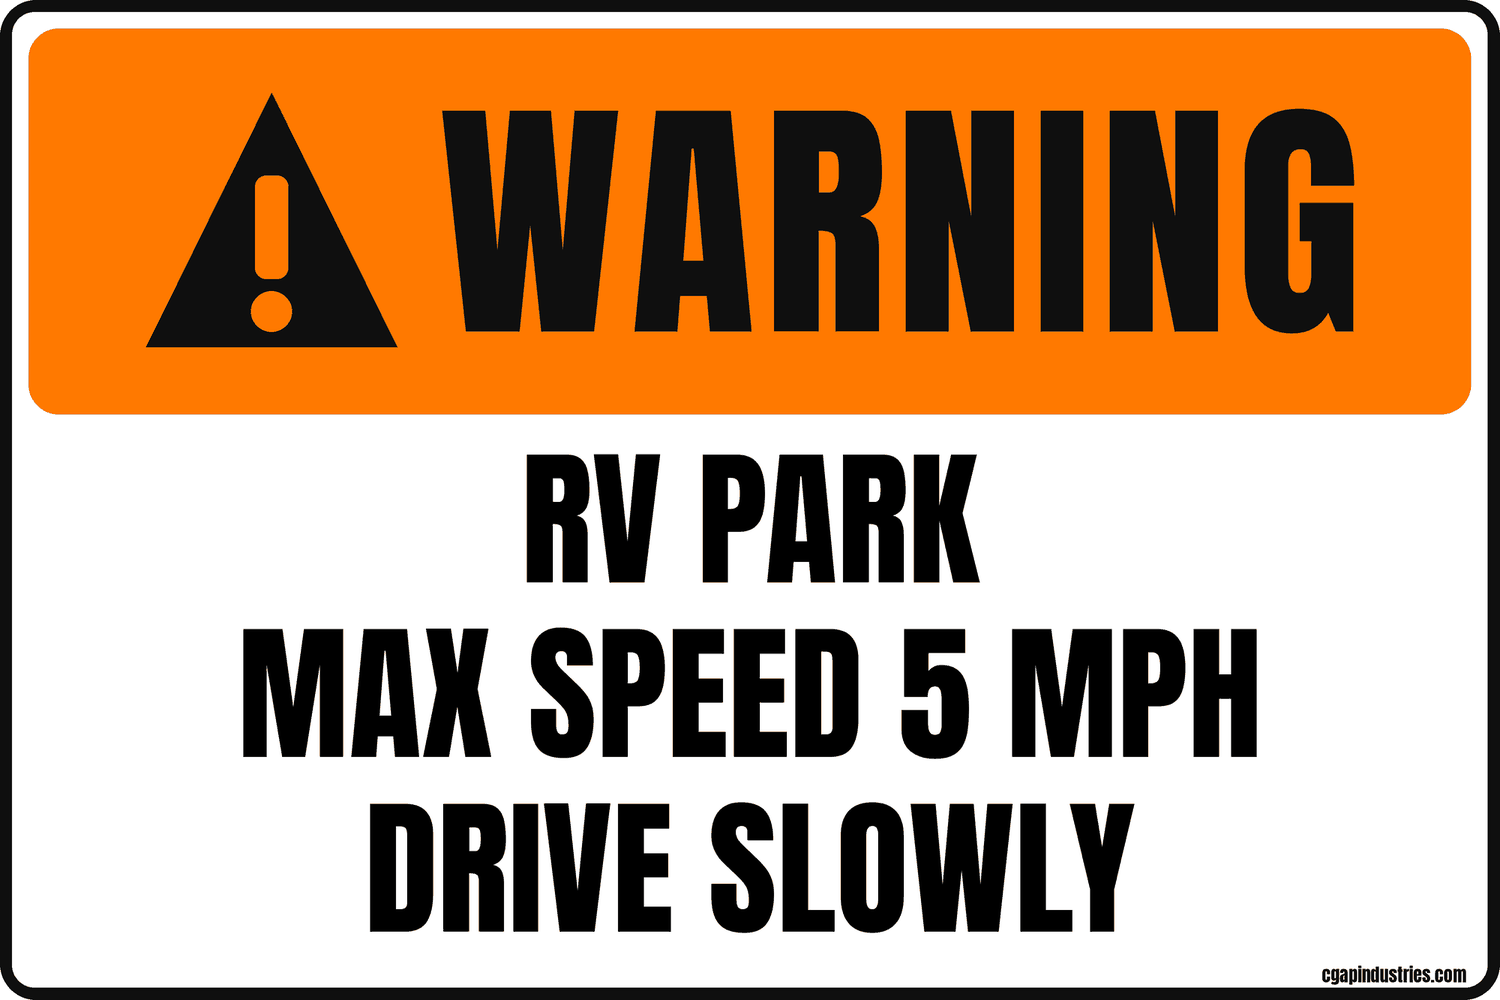 WARNING
RV PARK
MAX SPEED 5 MPH
DRIVE SLOWLY
cgapindustries.com